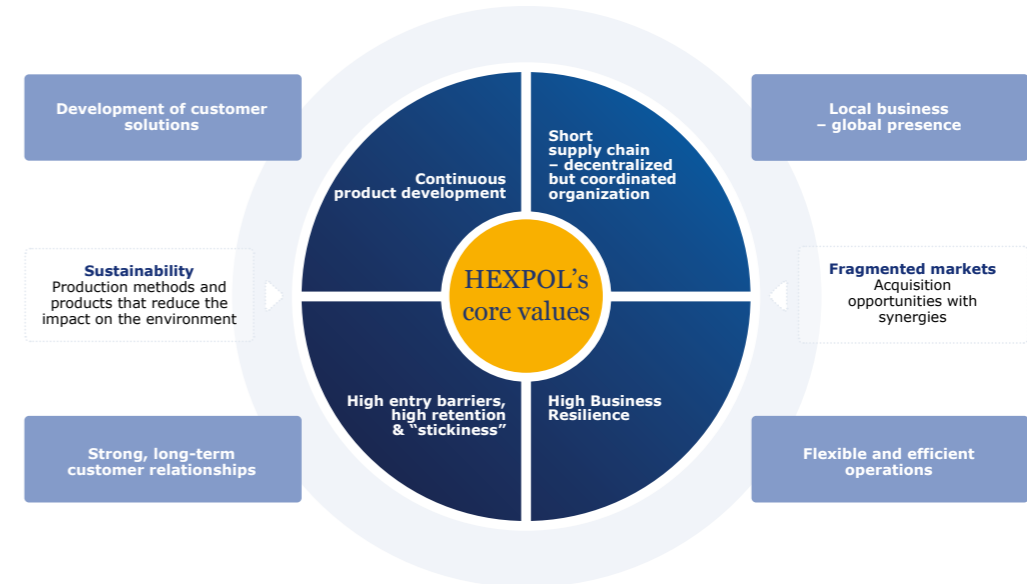 Development of customer
solutions
Local business
– global presence
Continuous
product development
Short
supply chain
– decentralized
but coordinated
organization
Sustainability
Production methods and
products that reduce the
impact on the environment
HEXPOL’s
core values
Fragmented markets
Acquisition
opportunities with
synergies
High entry barriers,
high retention
& “stickiness”
High Business
Resilience
Strong, long-term
customer relationships
Flexible and efficient
operations